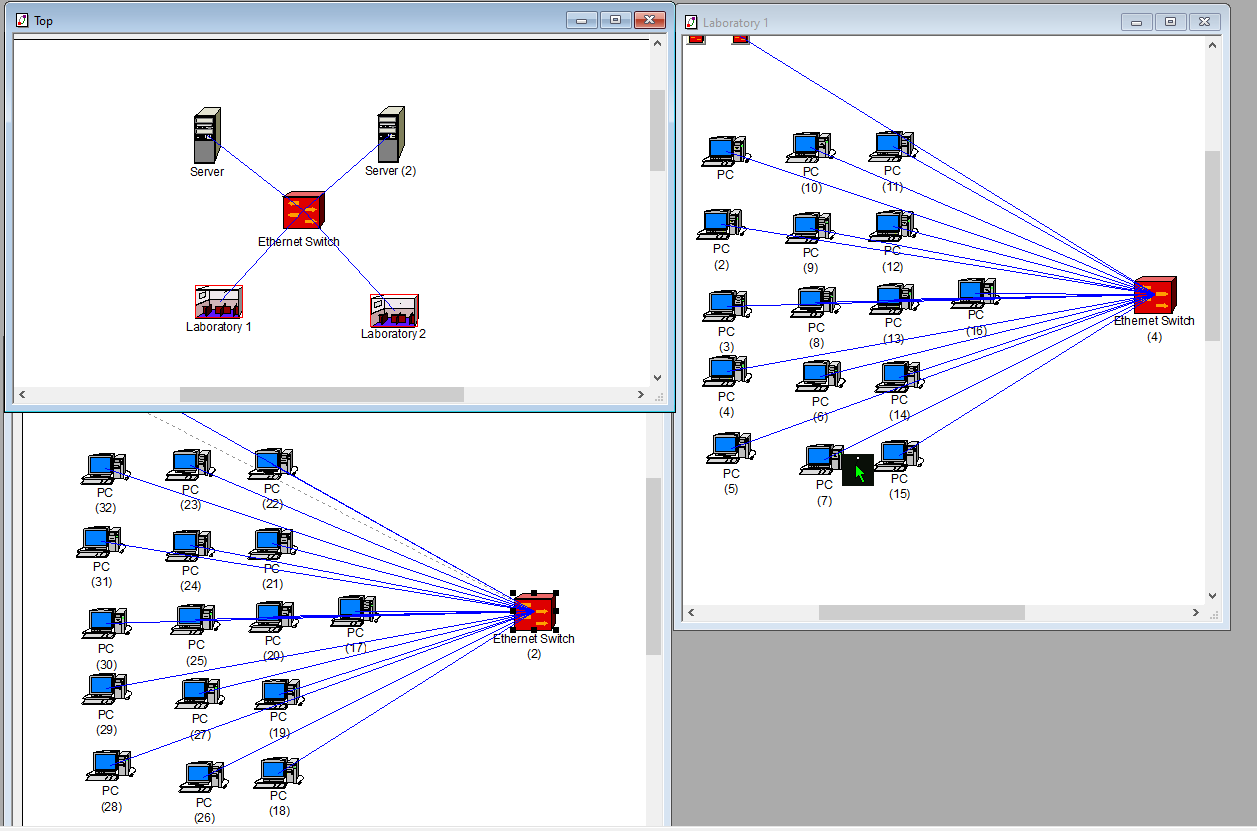 Top
Server
Server (2)
Ethernet Switch
Laboratory 1
Laboratory 2
Laboratory 1
PC
PC
(10)
PC
(11)
PC
(2)
PC
(9)
PC
(12)
PC
(3)
PC
(8)
PC
(13)
PC
(16)
Ethernet Switch
(4)
PC
(4)
PC
(6)
PC
(14)
PC
(5)
PC
(7)
PC
(15)
PC
(32)
PC
(23)
PC
(22)
PC
(31)
PC
(24)
PC
(21)
PC
(30)
PC
(25)
PC
(20)
PC
(17)
Ethernet Switch
(2)
PC
(29)
PC
(27)
PC
(19)
PC
(28)
PC
(26)
PC
(18)